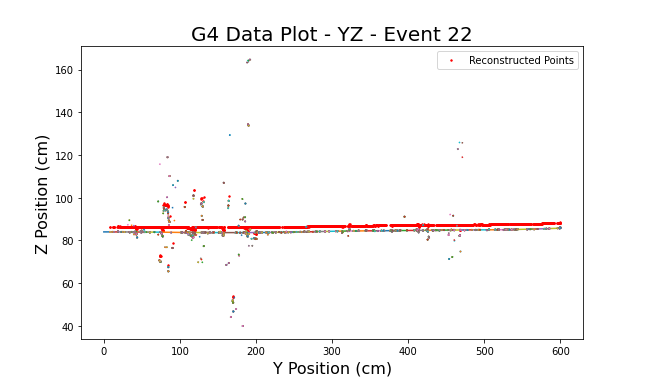 G4 Data Plot - YZ - Event 22
Reconstructed Points
160
140
120
100
80
60
40
Z Position (cm)
0 100 200 300 400 500 600
Y Position (cm)